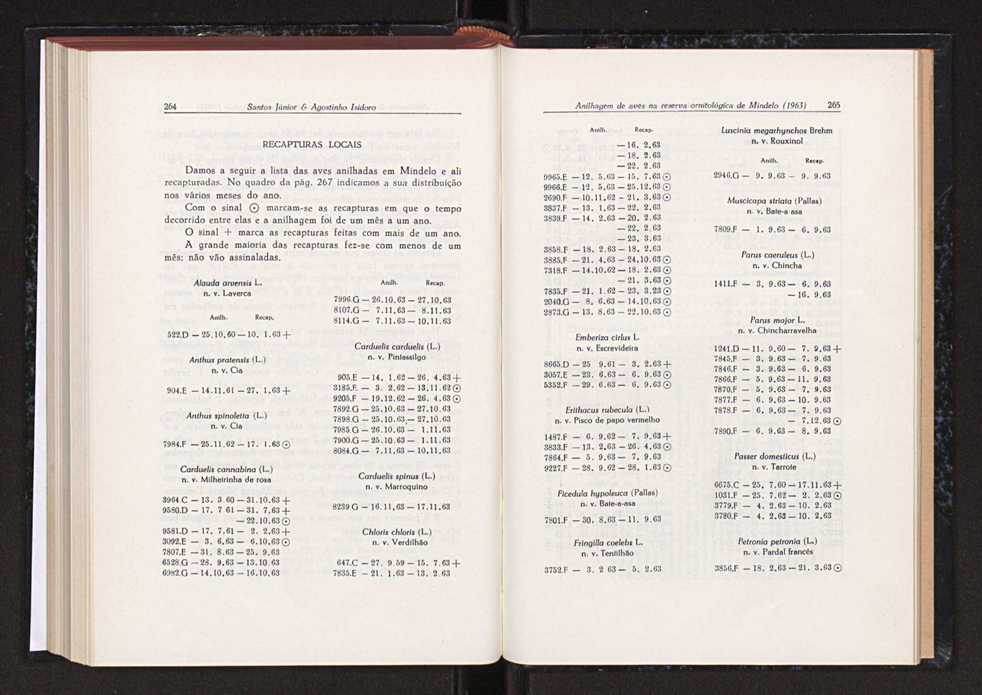 264 Santos Júnior & Agostinho Isidoro
RECAPTURAS LOCAIS
Damos a seguir a lista das aves anilhadas em Mindelo e ali
recapturadas. No quadro da pág. 267 indicamos a sua distribuïção
nos vários meses do ano.
Com o sinal ⊙ marcam-se as recapturas em que o tempo
decorrido entre elas e a anilhagem foi de um mês a um ano.
O sinal + marca as recapturas feitas com mais de um ano.
A grande maioria das recapturas fez-se com menos de um
mês: não vão assinaladas.
Alauda arvensis L.
n. v. Laverca
Anilh. Recap.
522.D — 25.10.60 — 10. 1.63 +
Anthus pratensis (L.)
n. v. Cia
904.E — 14.11.61 — 27. 1.63 +
Anthus spinoletta (L.)
n. v. Cia
7984.F — 25.11.62 — 17. 1.63 ⊙
Carduelis cannabina (L.)
n. v. Milheirinha de rosa
3964.C — 13. 3 60 — 31.10.63 +
9580.D — 17. 7 61 — 31. 7.63 +
— 22.10.63 ⊙
9581.D — 17. 7.61 — 2. 2.63 +
3092.E — 3. 6.63 — 6.10.63 ⊙
7807.E — 31. 8.63 — 25. 9.63
6528.G — 28. 9.63 — 13.10.63
6982.G — 14.10.63 — 16.10.63
Anilh. Recap.
7996.G — 26.10.63 — 27.10.63
8107.G — 7.11.63 — 8.11.63
8114.G — 7.11.63 — 10.11.63
Carduelis carduelis (L.)
n. v. Pintassilgo
905.E — 14. 1.62 — 26. 4.63 +
3185.F — 3. 2.62 — 13.11.62 ⊙
9205.F — 19.12.62 — 26. 4.63 ⊙
7892.G — 25.10.63 — 27.10.63
7898.G — 25.10.63 — 27.10.63
7985.G — 26.10.63 — 1.11.63
7900.G — 25.10.63 — 1.11.63
8084.G — 7.11.63 — 10.11.63
Carduelis spinus (L.)
n. v. Marroquino
8239 G — 16.11.63 — 17.11.63
Chloris chloris (L.)
n. v. Verdilhão
647.C — 27. 9 59 — 15. 7.63 +
7835.E — 21. 1.63 — 13. 2 63
Anilhagem de aves na reserva ornitológica de Mindelo (1963) 265
Anilh. Recap.
— 16. 2.63
— 18. 2.63
— 22. 2.63
9965.E — 12. 5.63 — 15. 7.63 ⊙
9966.E — 12. 5.63 — 25.12.63 ⊙
2690.F — 10.11.62 — 21. 3.63 ⊙
3837.F — 13. 1.63 — 22. 2.63
3839.F — 14. 2.63 — 20. 2.63
— 22. 2.63
— 23. 3.63
3858.F — 18. 2.63 — 18. 2.63
3885.F — 21. 4.63 — 24.10.63 ⊙
7318.F — 14.10.62 — 18. 2.63 ⊙
— 21. 3.63 ⊙
7835.F — 21. 1.62 — 23. 3.23 ⊙
2040.G — 8. 6.63 — 14.10.63 ⊙
2873.G — 13. 8.63 — 22.10.63 ⊙
Emberiza cirlus L.
n. v. Escrevideira
8665.D — 25 9.61 — 3. 2.63 +
3057.E — 23. 6.63 — 6. 9.63 ⊙
5352.F — 29. 6.63 — 6. 9.63 ⊙
Erithacus rubecula (L.)
n. v. Pisco de papo vermelho
1487.F — 6. 9.62 — 7. 9.63 +
3833.F — 13. 2.63 — 26. 4.63 ⊙
7864.F — 5. 9.63 — 7. 9.63
9227.F — 28. 9.62 — 28. 1.63 ⊙
Ficedula hypoleuca (Pallas)
n. v. Bate-a-asa
7801.F — 30. 8.63 — 11. 9.63
Fringilla coelebs L.
n. v. Tentilhão
3752.F — 3. 2 63 — 5. 2.63
Luscinia megarhynchos Brehm
n. v. Rouxinol
Anilh. Recap.
2946.G — 9. 9.63 — 9. 9.63
Muscicapa striata (Pallas)
n. v. Bate-a asa
7809.F — 1. 9.63 — 6. 9.63
Parus caeruleus (L.)
n. v. Chincha
1411.F — 3. 9.63 — 6. 9.63
— 16. 9.63
Parus major L.
n. v. Chincharravelha
1241.D — 11. 9.60 — 7. 9.63 +
7845.F — 3. 9.63 — 7. 9.63
7846.F — 3. 9.63 — 6. 9.63
7866.F — 5. 9.63 — 11. 9.63
7870.F — 5. 9.63 — 7. 9.63
7877.F — 6. 9.63 — 10. 9.63
7878.F — 6. 9.63 — 7. 9.63
— 7.12.63 ⊙
7890.F — 6. 9.63 — 8. 9.63
Passer domesticus (L.)
n. v. Tarrote
6675.C — 25. 7.60 — 17.11.63 +
1031.F — 25. 7.62 — 2. 2.63 ⊙
3779.F — 4. 2.63 — 10. 2.63
3780.F — 4. 2.63 — 10. 2.63
Petronia petronia (L.)
n. v. Pardal francês
3856.F — 18. 2.63 — 21. 3.63 ⊙